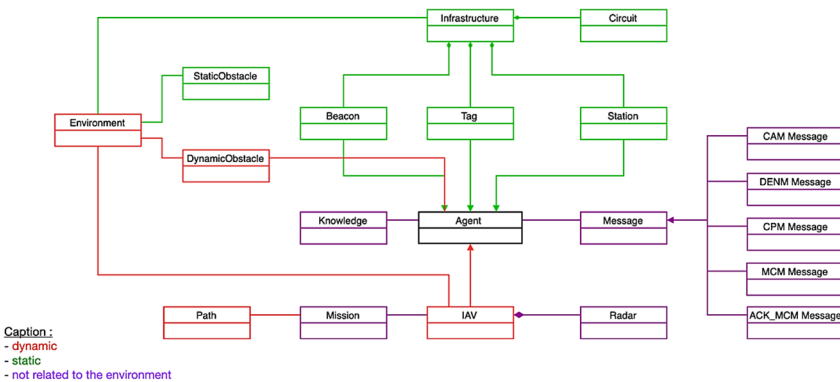 Infrastructure
Circuit
StaticObstacle
Environment
Beacon
Tag
Station
CAM Message
DynamicObstacle
DENM Message
Knowledge
Agent
Message
CPM Message
MCM Message
Path
Mission
IAV
Radar
ACK_MCM Message
Caption :
- dynamic
- static
- not related to the environment